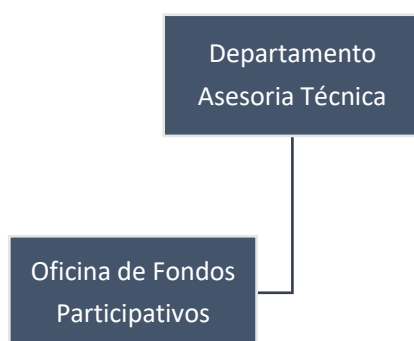 Departamento
Asesoria Técnica
Oficina de Fondos
Participativos